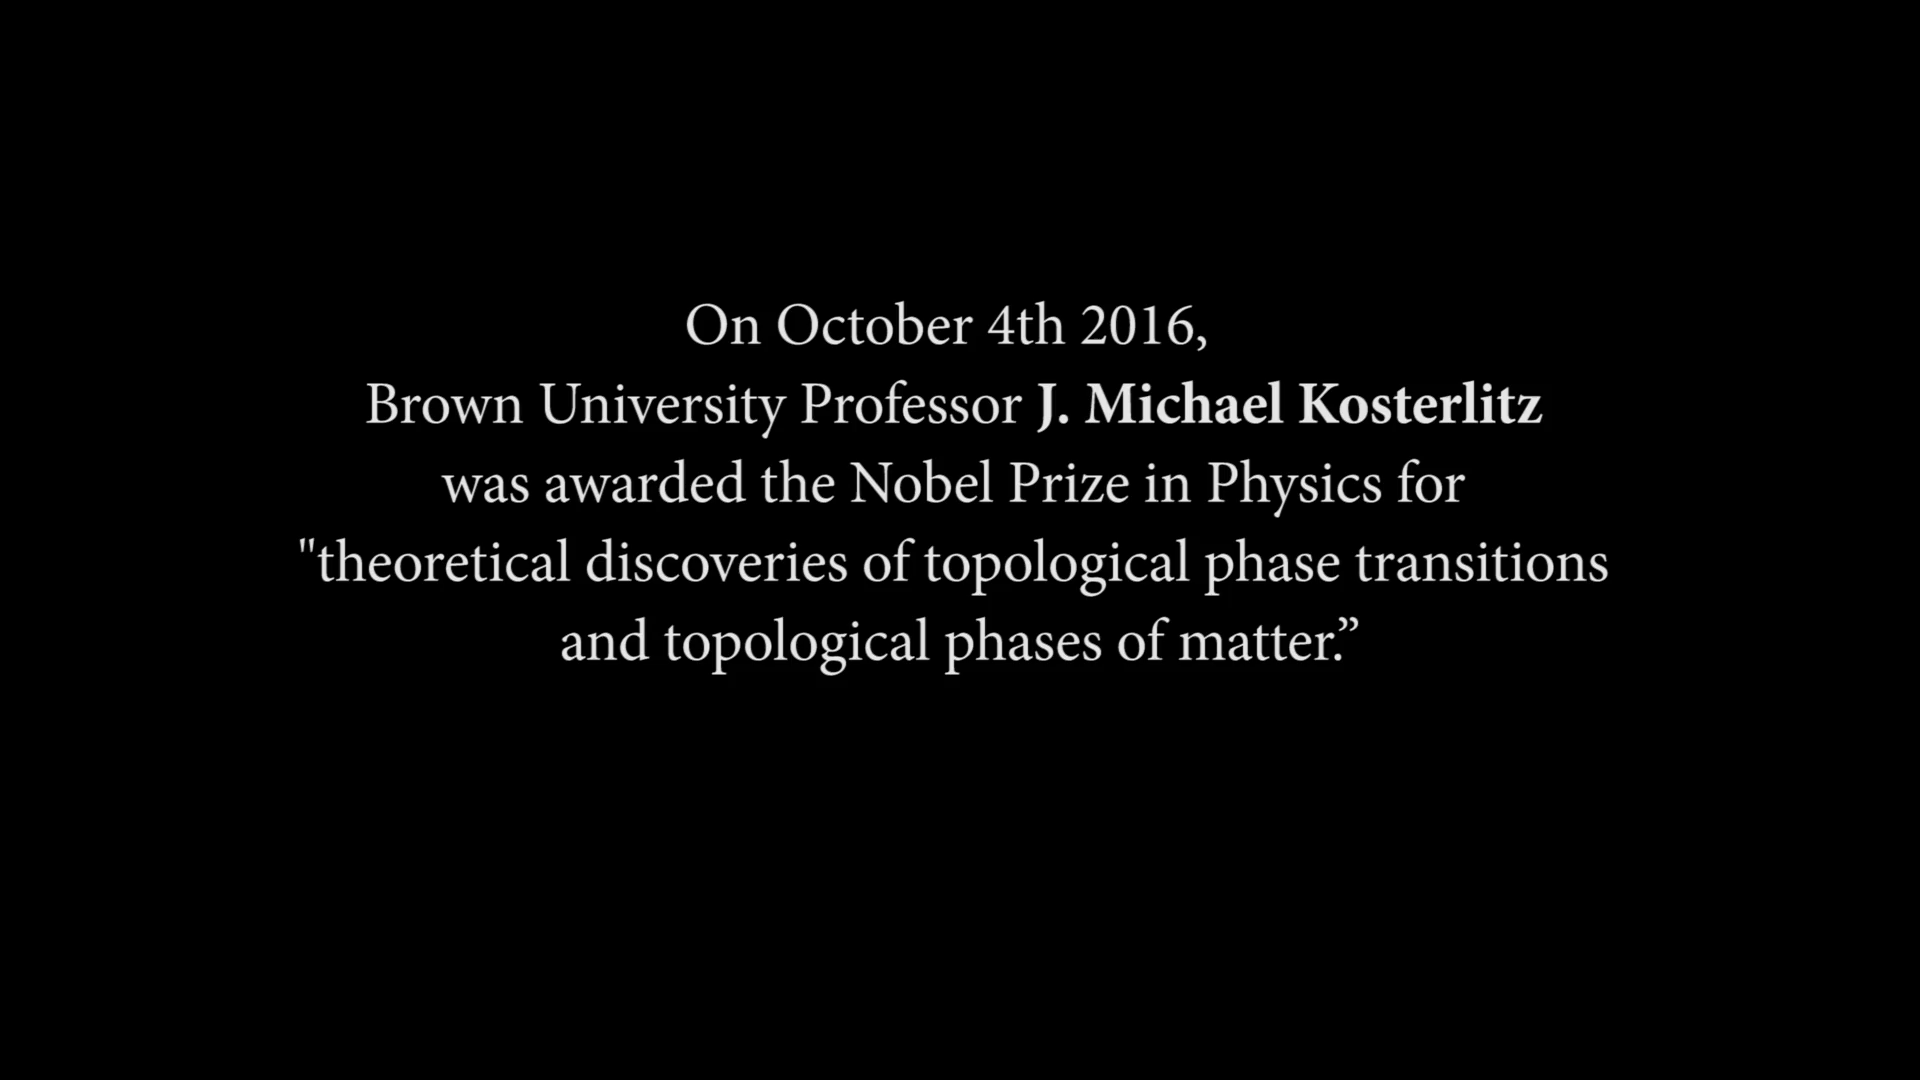 On October 4th 2016,
Brown University Professor J. Michael Kosterlitz
was awarded the Nobel Prize in Physics for
"theoretical discoveries of topological phase transitions
and topological phases of matter.”